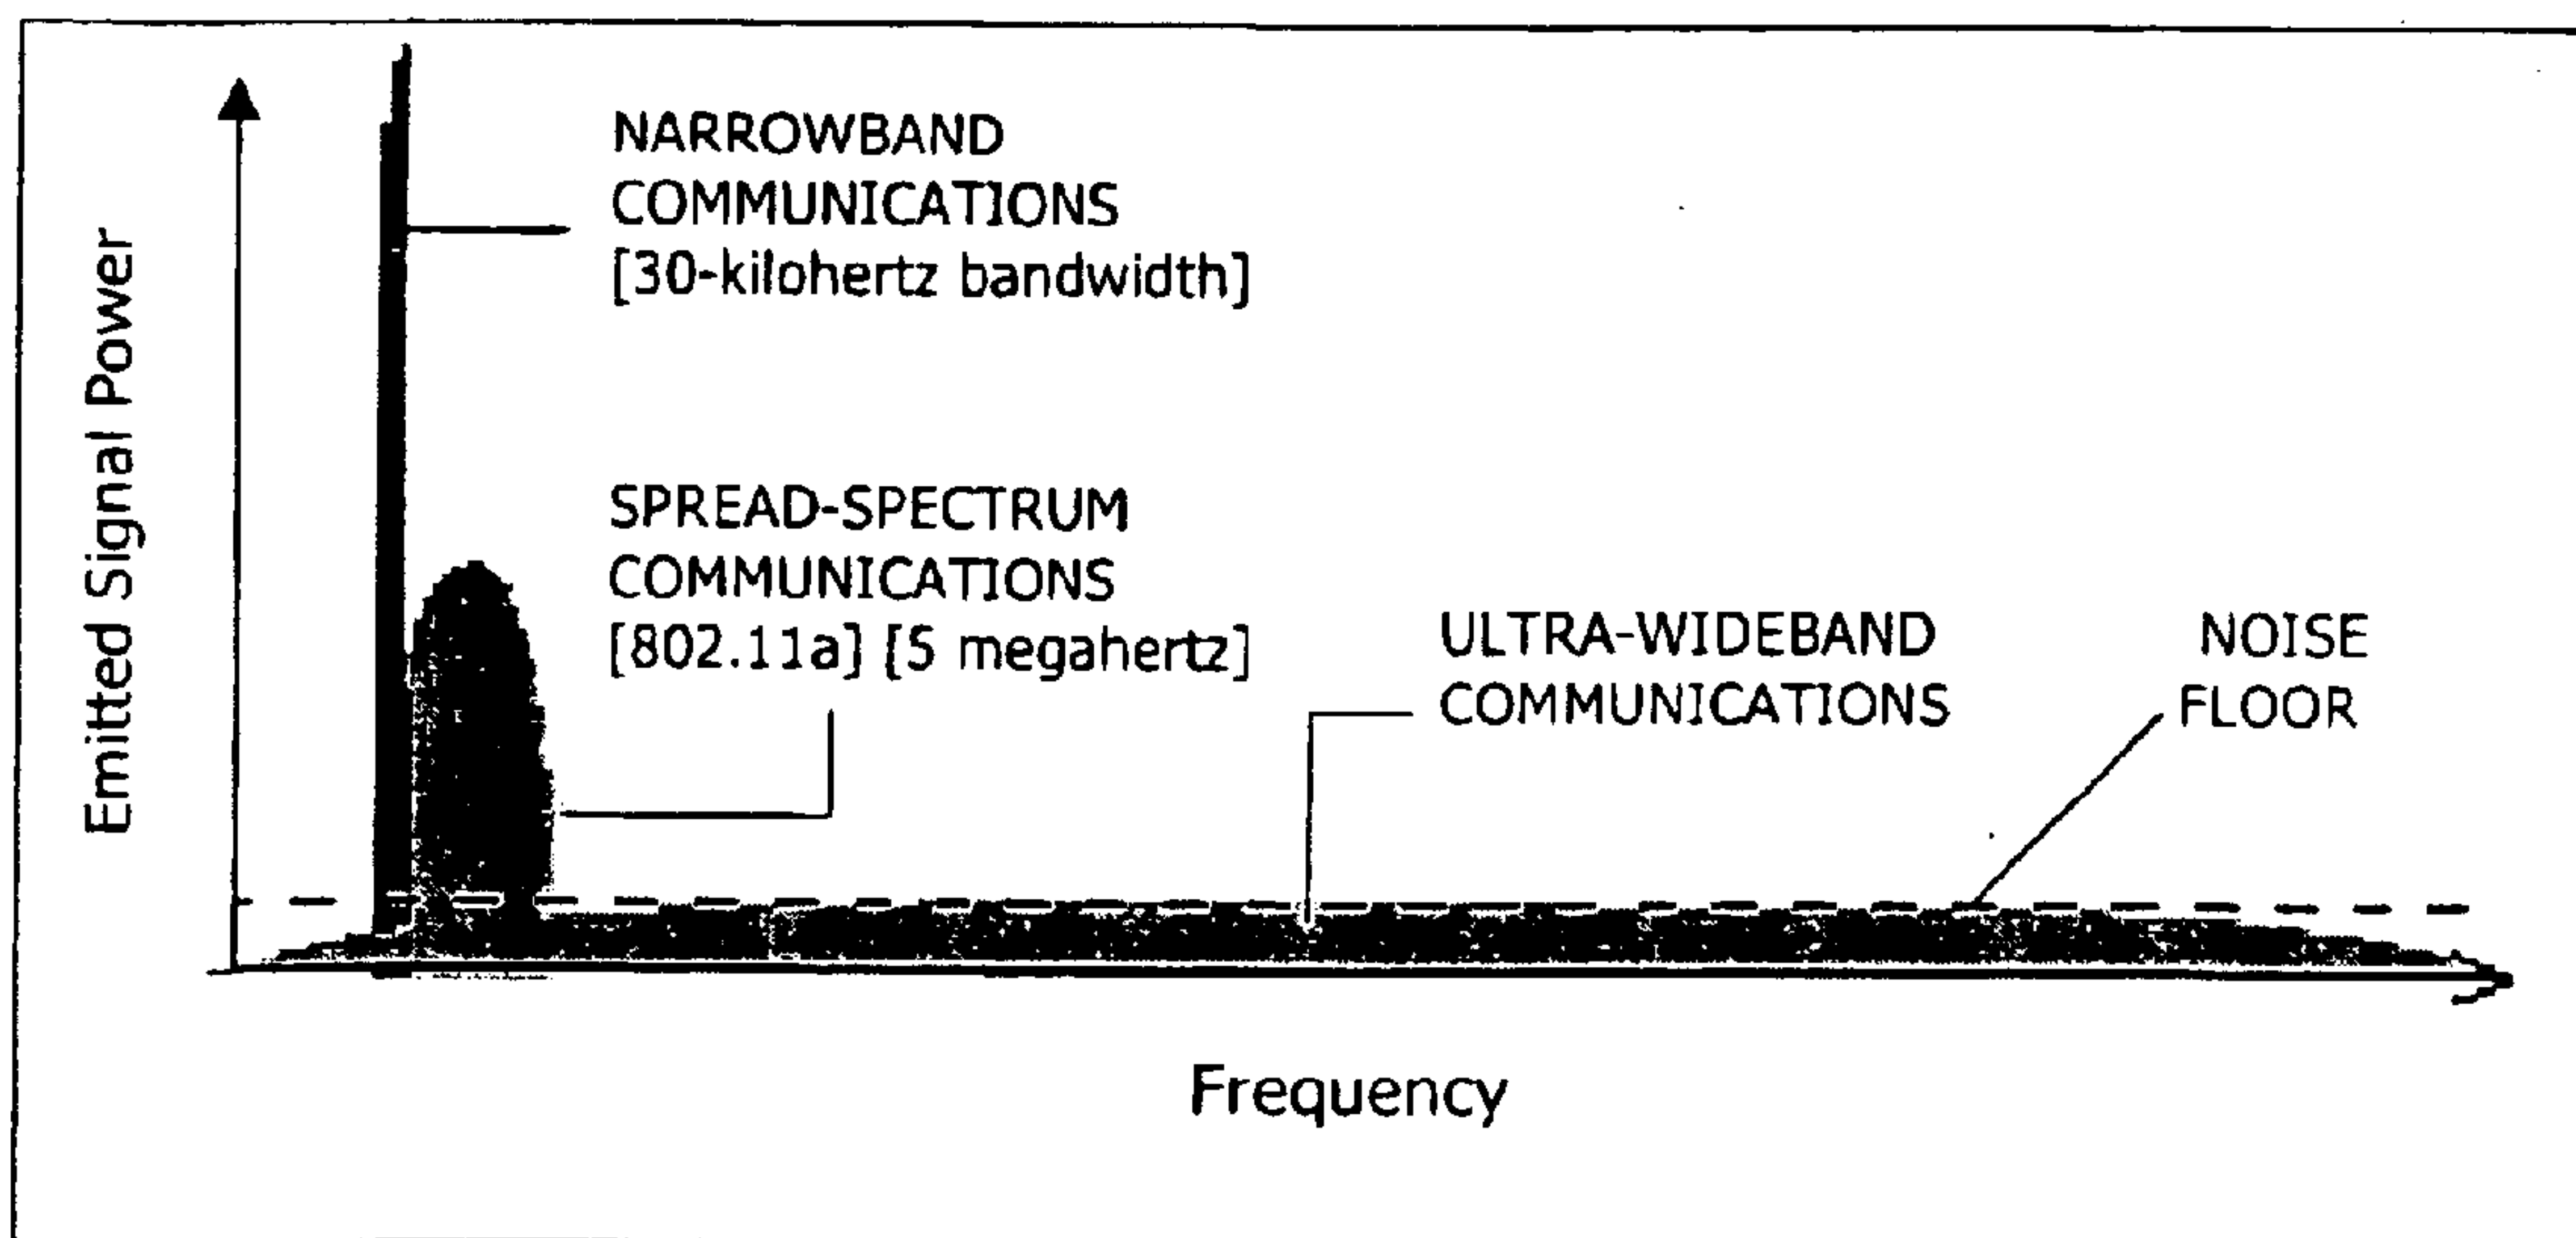 NARROWBAND
COMMUNICATIONS
[30-kilohertz bandwidth]
Emitted Signal Power
SPREAD-SPECTRUM
COMMUNICATIONS
[802.11a] [5 megahertz]
ULTRA-WIDEBAND
COMMUNICATIONS
NOISE
FLOOR
Frequency